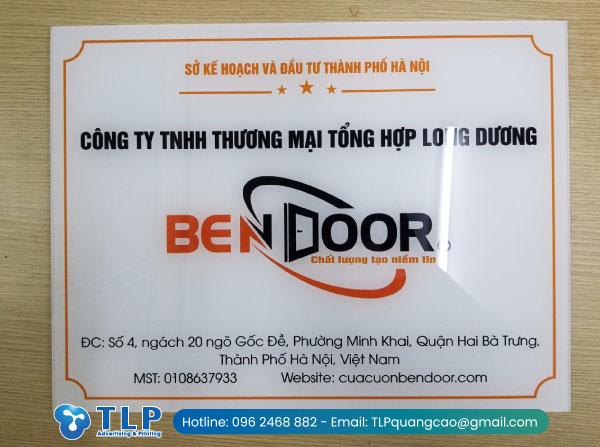 SỞ KẾ HOẠCH VÀ ĐẦU TƯ THÀNH PHỐ HÀ NỘI
CÔNG TY TNHH THƯƠNG MẠI TỔNG HỢP LONG DƯƠNG
BENDOOR®
Chất lượng tạo niềm tin
ĐC: Số 4, ngách 20 ngõ Gốc Đề, Phường Minh Khai, Quận Hai Bà Trưng,
Thành Phố Hà Nội, Việt Nam
MST: 0108637933 Website: cuacuonbendoor.com
TLP
Advertising & Printing
Hotline: 096 2468 882 - Email: TLPquangcao@gmail.com